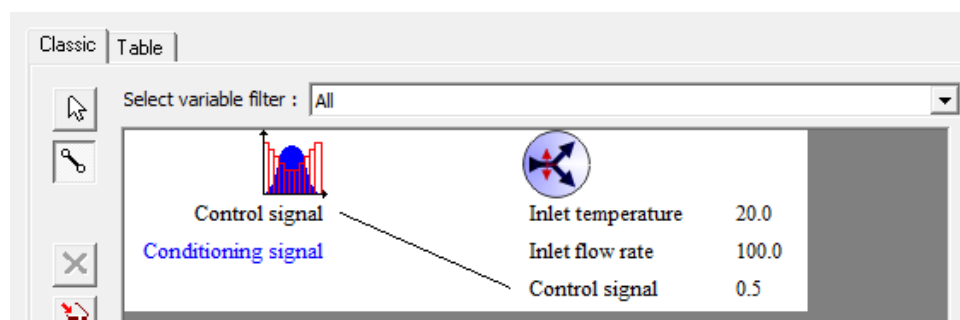 Classic Table
Select variable filter : All
Control signal Inlet temperature 20.0
Conditioning signal Inlet flow rate 100.0
Control signal 0.5